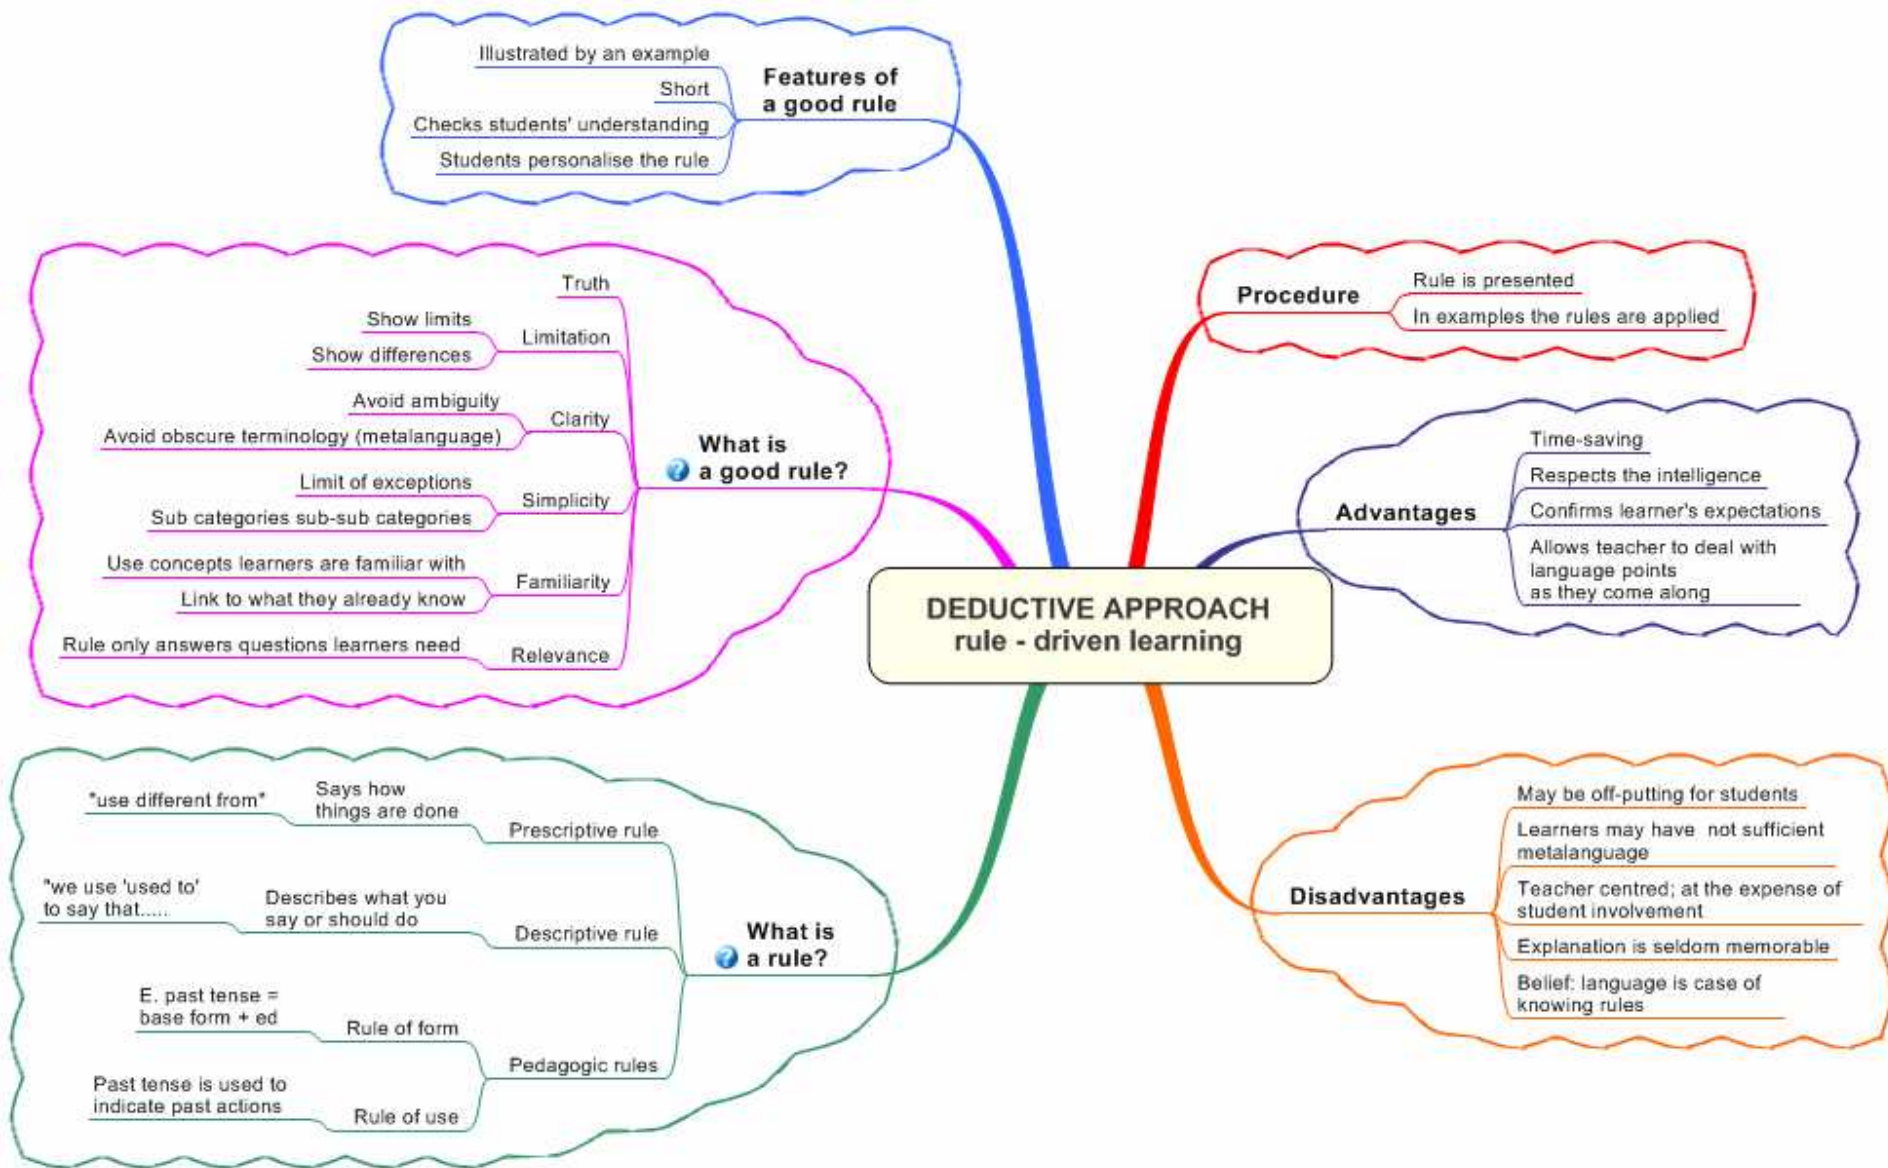 DEDUCTIVE APPROACH
rule - driven learning
Features of
a good rule
Illustrated by an example
Short
Checks students' understanding
Students personalise the rule
What is
a good rule?
Truth
Limitation
Show limits
Show differences
Clarity
Avoid ambiguity
Avoid obscure terminology (metalanguage)
Simplicity
Limit of exceptions
Sub categories sub-sub categories
Familiarity
Use concepts learners are familiar with
Link to what they already know
Relevance
Rule only answers questions learners need
What is
a rule?
Prescriptive rule
Says how
things are done
"use different from"
Descriptive rule
Describes what you
say or should do
"we use 'used to'
to say that.....
Pedagogic rules
Rule of form
E. past tense =
base form + ed
Rule of use
Past tense is used to
indicate past actions
Procedure
Rule is presented
In examples the rules are applied
Advantages
Time-saving
Respects the intelligence
Confirms learner's expectations
Allows teacher to deal with
language points
as they come along
Disadvantages
May be off-putting for students
Learners may have not sufficient
metalanguage
Teacher centred; at the expense of
student involvement
Explanation is seldom memorable
Belief: language is case of
knowing rules